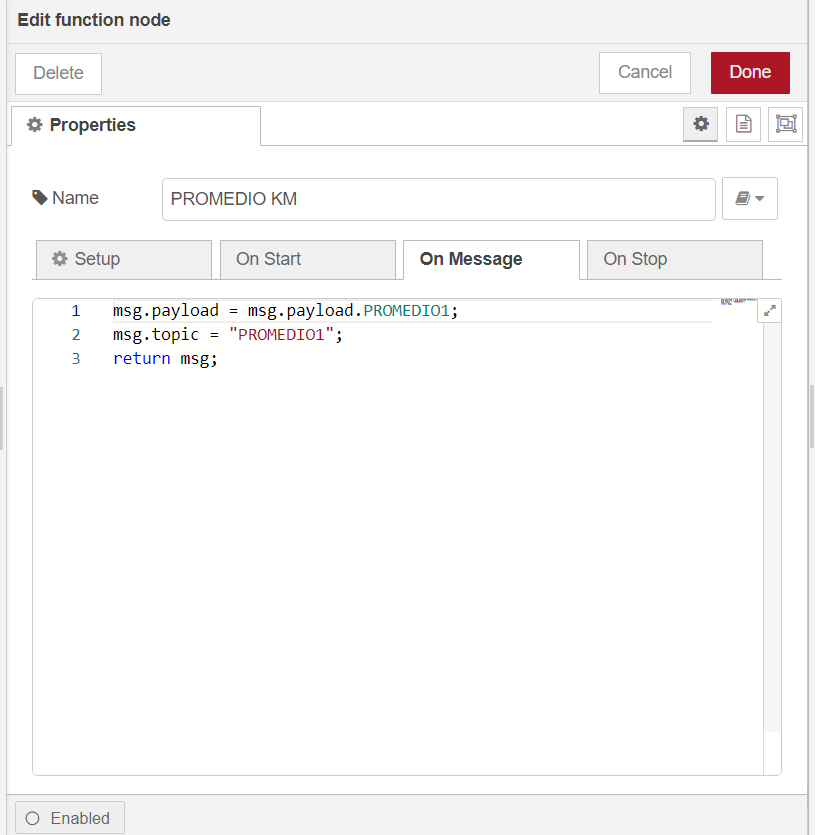 Edit function node
Delete
Cancel
Done
Properties
Name
PROMEDIO KM
Setup
On Start
On Message
On Stop
1 msg.payload = msg.payload.PROMEDIO1;
2 msg.topic = "PROMEDIO1";
3 return msg;
Enabled